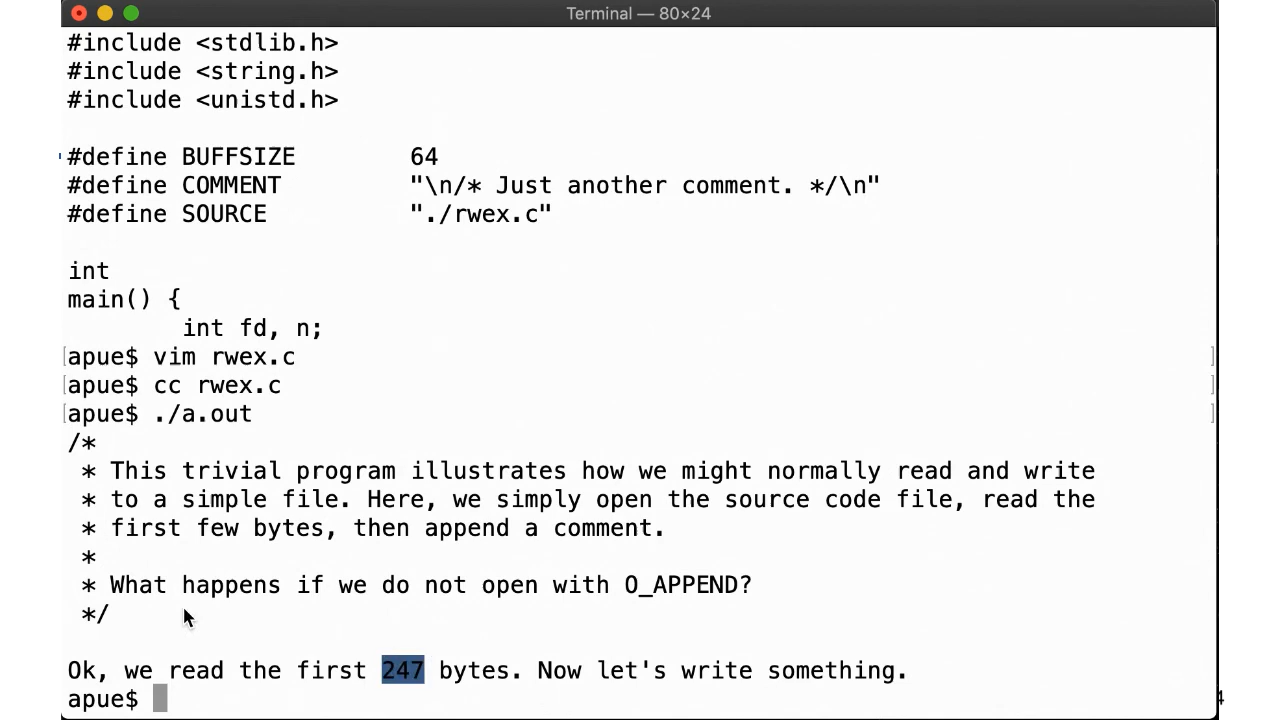 Terminal — 80×24
#include <stdlib.h>
#include <string.h>
#include <unistd.h>
#define BUFFSIZE        64
#define COMMENT         "\n/* Just another comment. */\n"
#define SOURCE          "./rwex.c"
int
main() {
        int fd, n;
[apue$ vim rwex.c ]
[apue$ cc rwex.c ]
[apue$ ./a.out ]
/*
 * This trivial program illustrates how we might normally read and write
 * to a simple file. Here, we simply open the source code file, read the
 * first few bytes, then append a comment.
 *
 * What happens if we do not open with O_APPEND?
 */
Ok, we read the first 247 bytes. Now let's write something.
apue$
4